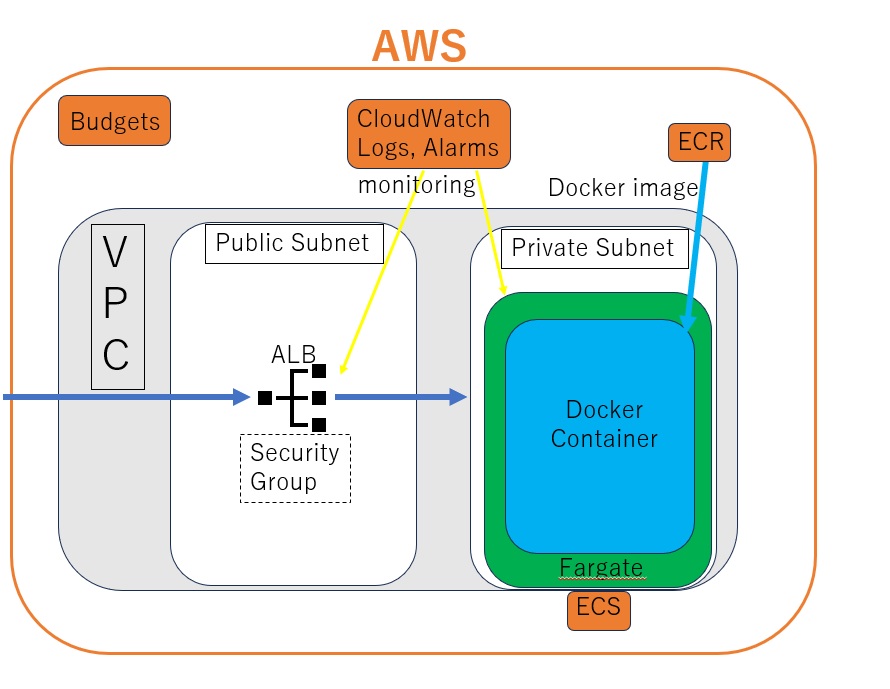 AWS
Budgets
CloudWatch
Logs, Alarms
ECR
monitoring
Docker image
V
P
C
Public Subnet
Private Subnet
ALB
Security
Group
Docker
Container
Fargate
ECS